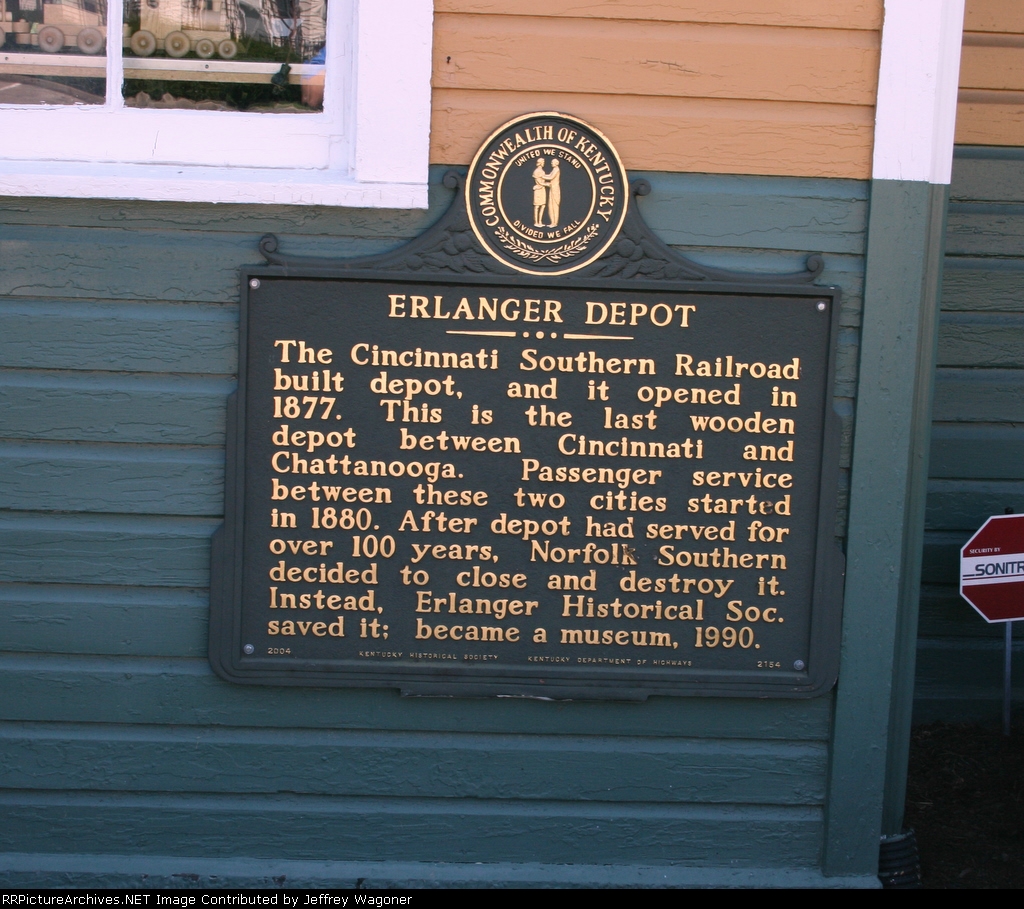 COMMONWEALTH OF KENTUCKY
UNITED WE STAND
DIVIDED WE FALL
ERLANGER DEPOT
The Cincinnati Southern Railroad
built depot, and it opened in
1877. This is the last wooden
depot between Cincinnati and
Chattanooga. Passenger service
between these two cities started
in 1880. After depot had served for
over 100 years, Norfolk Southern
decided to close and destroy it.
Instead, Erlanger Historical Soc.
saved it; became a museum, 1990.
2004 KENTUCKY HISTORICAL SOCIETY KENTUCKY DEPARTMENT OF HIGHWAYS 2154
SECURITY BY
SONITR
RRPictureArchives.NET Image Contributed by Jeffrey Wagoner